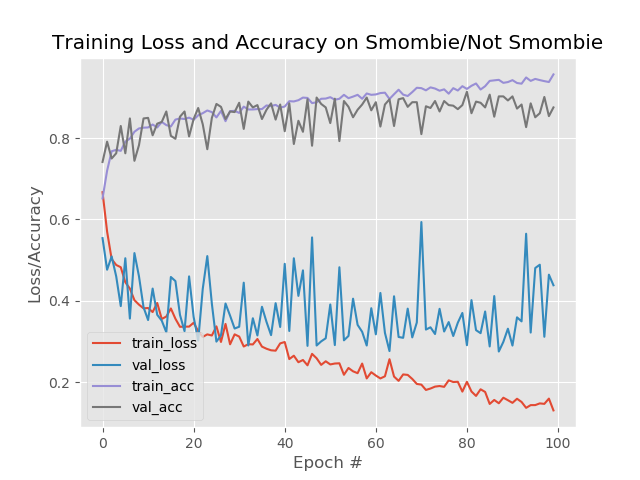 Training Loss and Accuracy on Smombie/Not Smombie
Loss/Accuracy
0.8
0.6
0.4
0.2
train_loss
val_loss
train_acc
val_acc
0 20 40 60 80 100
Epoch #